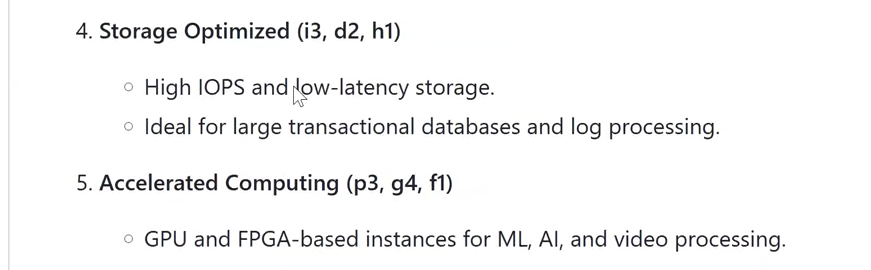 4. Storage Optimized (i3, d2, h1)
○ High IOPS and low-latency storage.
○ Ideal for large transactional databases and log processing.
5. Accelerated Computing (p3, g4, f1)
○ GPU and FPGA-based instances for ML, AI, and video processing.